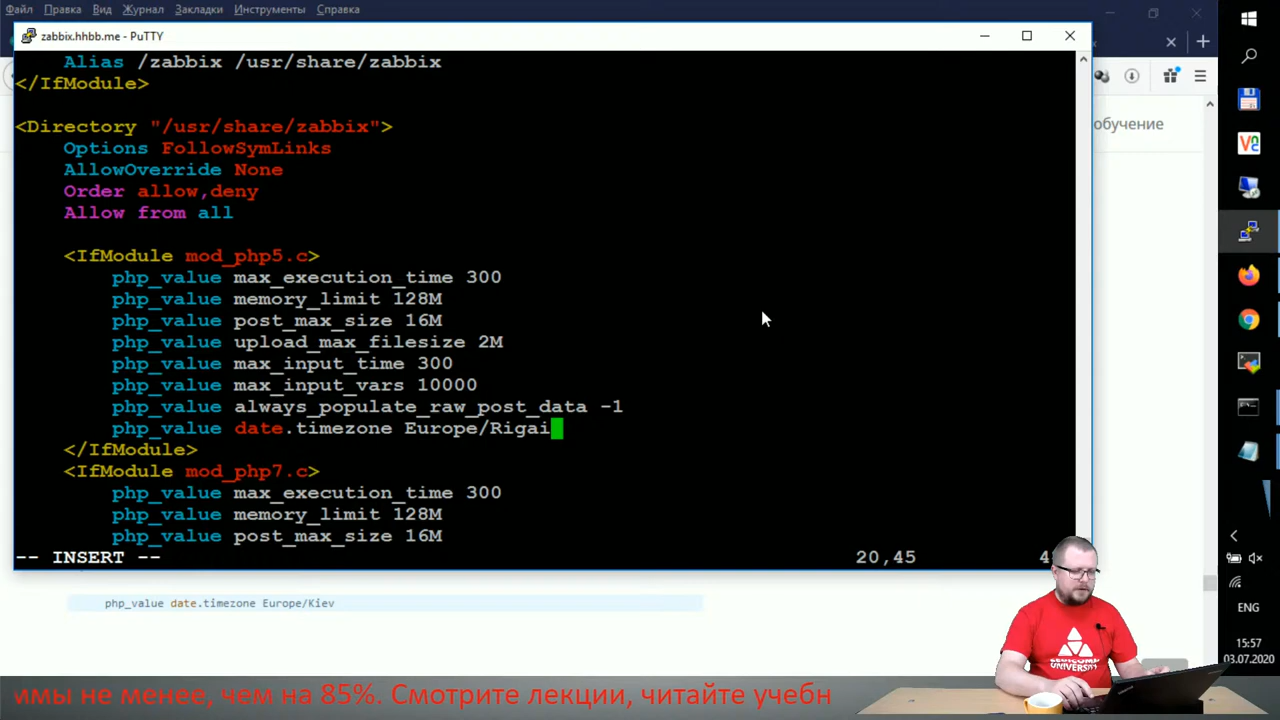 Файл Правка Вид Журнал Закладки Инструменты Справка
zabbix.hhbb.me - PuTTY
Alias /zabbix /usr/share/zabbix
</IfModule>
<Directory "/usr/share/zabbix">
Options FollowSymLinks
AllowOverride None
Order allow,deny
Allow from all
<IfModule mod_php5.c>
php_value max_execution_time 300
php_value memory_limit 128M
php_value post_max_size 16M
php_value upload_max_filesize 2M
php_value max_input_time 300
php_value max_input_vars 10000
php_value always_populate_raw_post_data -1
php_value date.timezone Europe/Rigai
</IfModule>
<IfModule mod_php7.c>
php_value max_execution_time 300
php_value memory_limit 128M
php_value post_max_size 16M
-- INSERT -- 20,45
обучение
php_value date.timezone Europe/Kiev
ENG
15:57
03.07.2020
UNIVERSITY
не менее, чем на 85%. Смотрите лекции, читайте